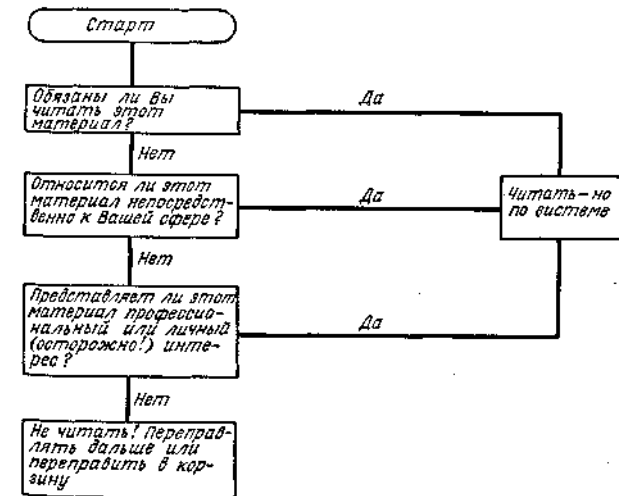 Старт
Обязаны ли Вы
читать этот
материал?
Да
Нет
Относится ли этот
материал непосредст-
венно к Вашей сфере?
Да
Читать – но
по системе
Нет
Представляет ли этот
материал профессио-
нальный или личный
(осторожно!) инте-
рес?
Да
Нет
Не читать! Переправ-
лять дальше или
переправить в кор-
зину